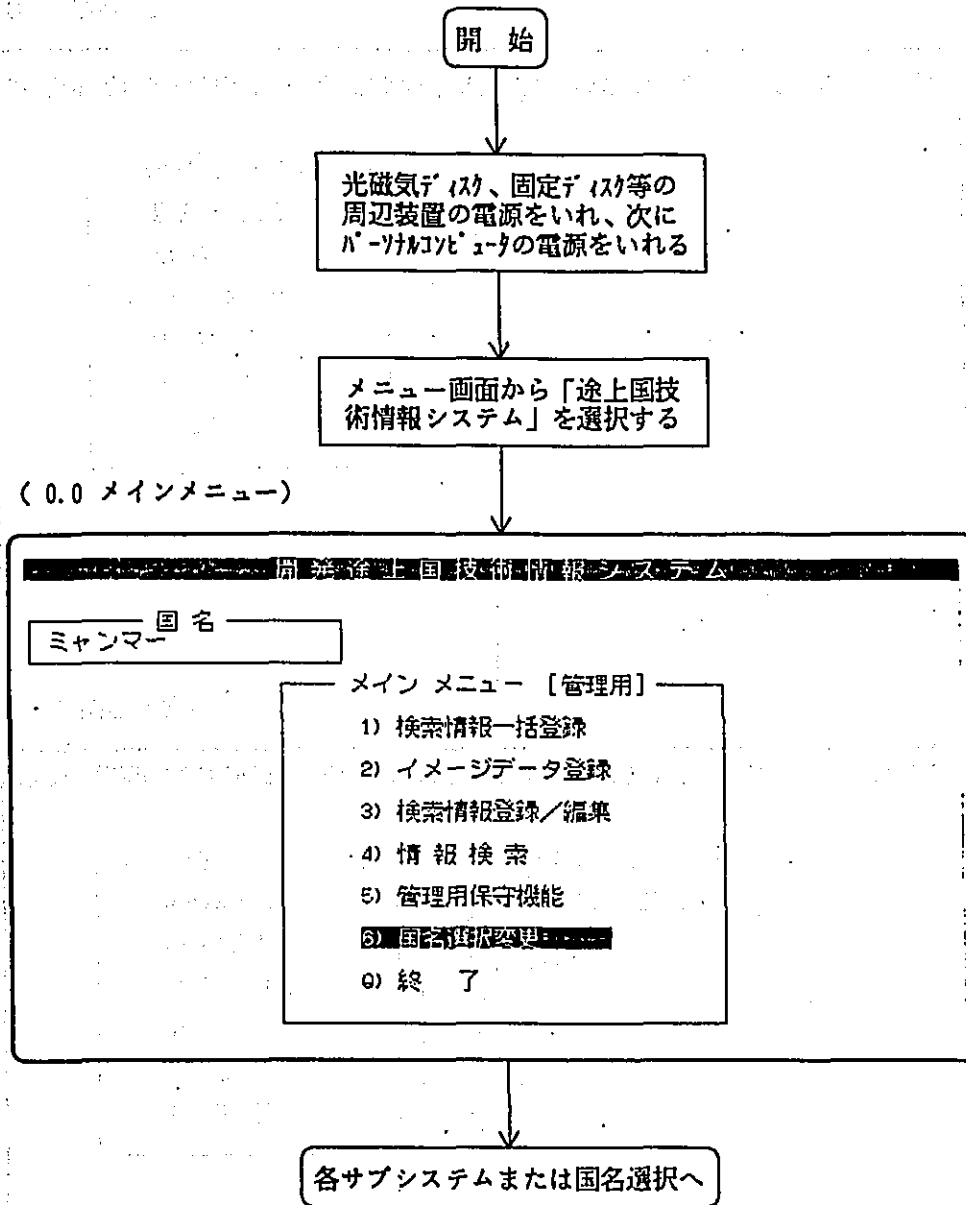 開 始
光磁気ディスク、固定ディスク等の
周辺装置の電源をいれ、次に
パーソナルコンピュータの電源をいれる
メニュー画面から「途上国技
術情報システム」を選択する
( 0.0 メインメニュー)
開 発 途 上 国 技 術 情 報 シ ス テ ム
国 名
ミャンマー
メイン メニュー [管理用]
1) 検索情報一括登録
2) イメージデータ登録
3) 検索情報登録／編集
4) 情 報 検 索
5) 管理用保守機能
6) 国名選択変更
Q) 終 了
各サブシステムまたは国名選択へ